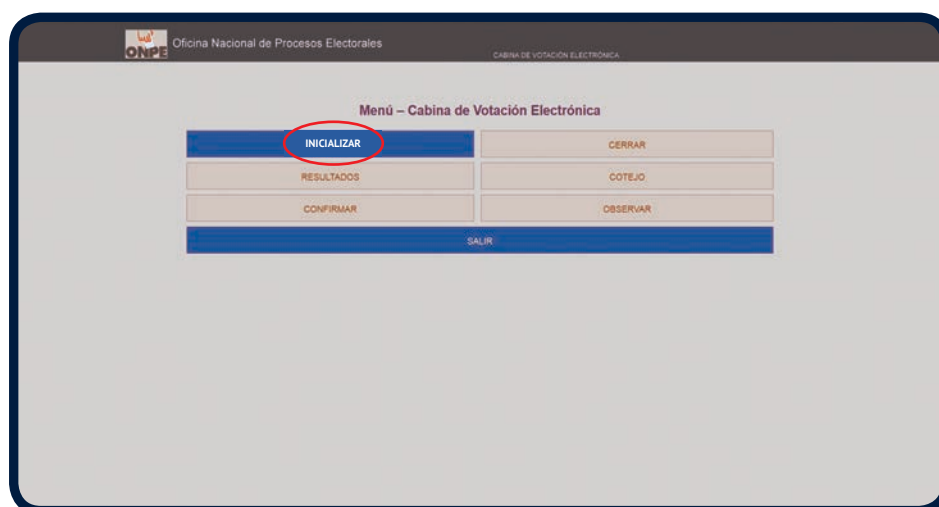 ONPE Oficina Nacional de Procesos Electorales
CABINA DE VOTACIÓN ELECTRÓNICA
Menú – Cabina de Votación Electrónica
INICIALIZAR CERRAR
RESULTADOS COTEJO
CONFIRMAR OBSERVAR
SALIR